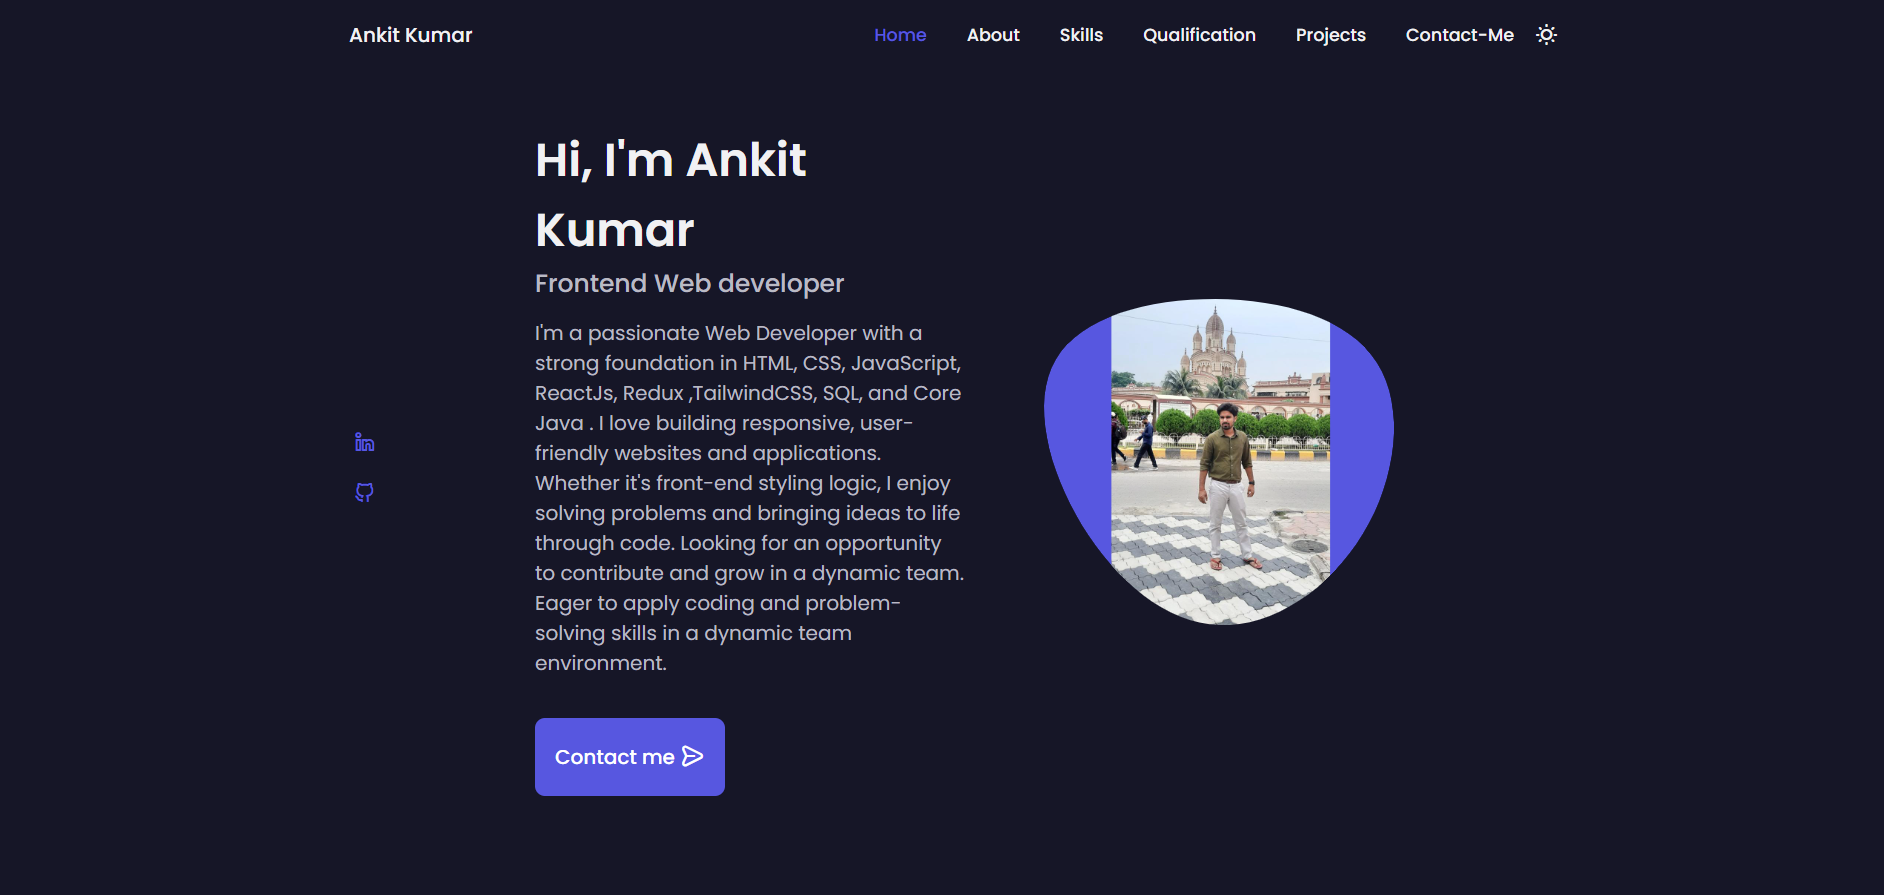 Ankit Kumar
Home About Skills Qualification Projects Contact-Me
Hi, I'm Ankit
Kumar
Frontend Web developer
I'm a passionate Web Developer with a
strong foundation in HTML, CSS, JavaScript,
ReactJs, Redux ,TailwindCSS, SQL, and Core
Java . I love building responsive, user-
friendly websites and applications.
Whether it's front-end styling logic, I enjoy
solving problems and bringing ideas to life
through code. Looking for an opportunity
to contribute and grow in a dynamic team.
Eager to apply coding and problem-
solving skills in a dynamic team
environment.
Contact me